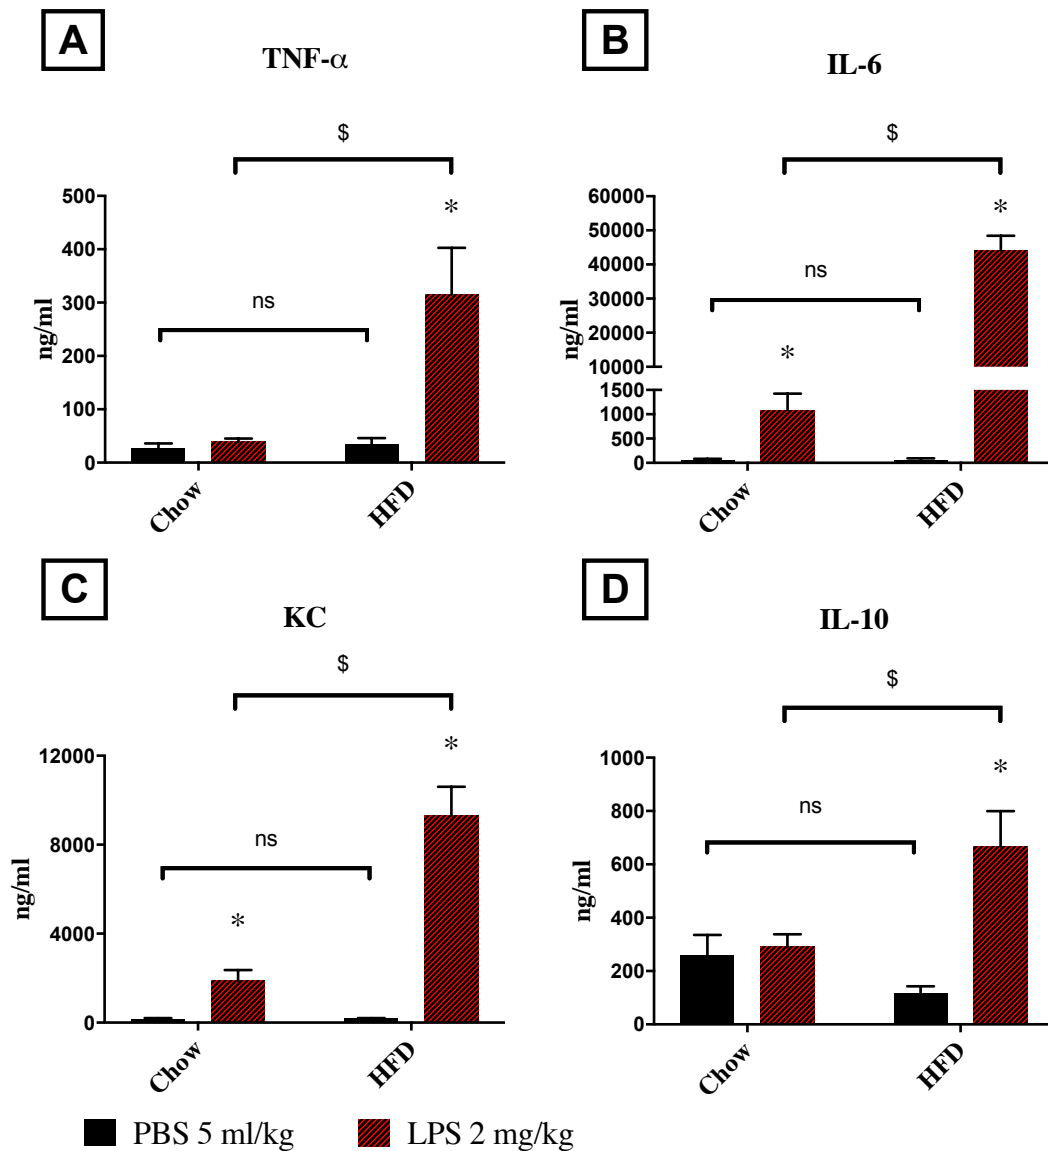 A
TNF-α
$
500
*
400
300
ns
ng/ml
200
100
0
Chow
HFD
B
IL-6
$
60000
*
50000
40000
ns
30000
ng/ml
20000
*
10000
1500
1000
500
0
Chow
HFD
C
KC
$
12000
*
8000
ns
ng/ml
*
4000
0
Chow
HFD
D
IL-10
$
1000
*
800
ns
600
ng/ml
400
200
0
Chow
HFD
PBS 5 ml/kg
LPS 2 mg/kg